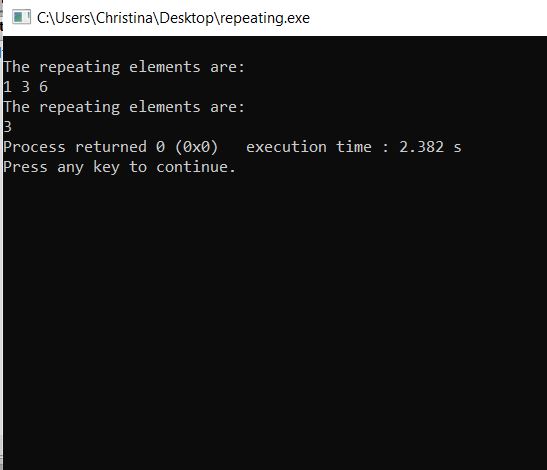 C:\Users\Christina\Desktop\repeating.exe
The repeating elements are:
1 3 6
The repeating elements are:
3
Process returned 0 (0x0)   execution time : 2.382 s
Press any key to continue.